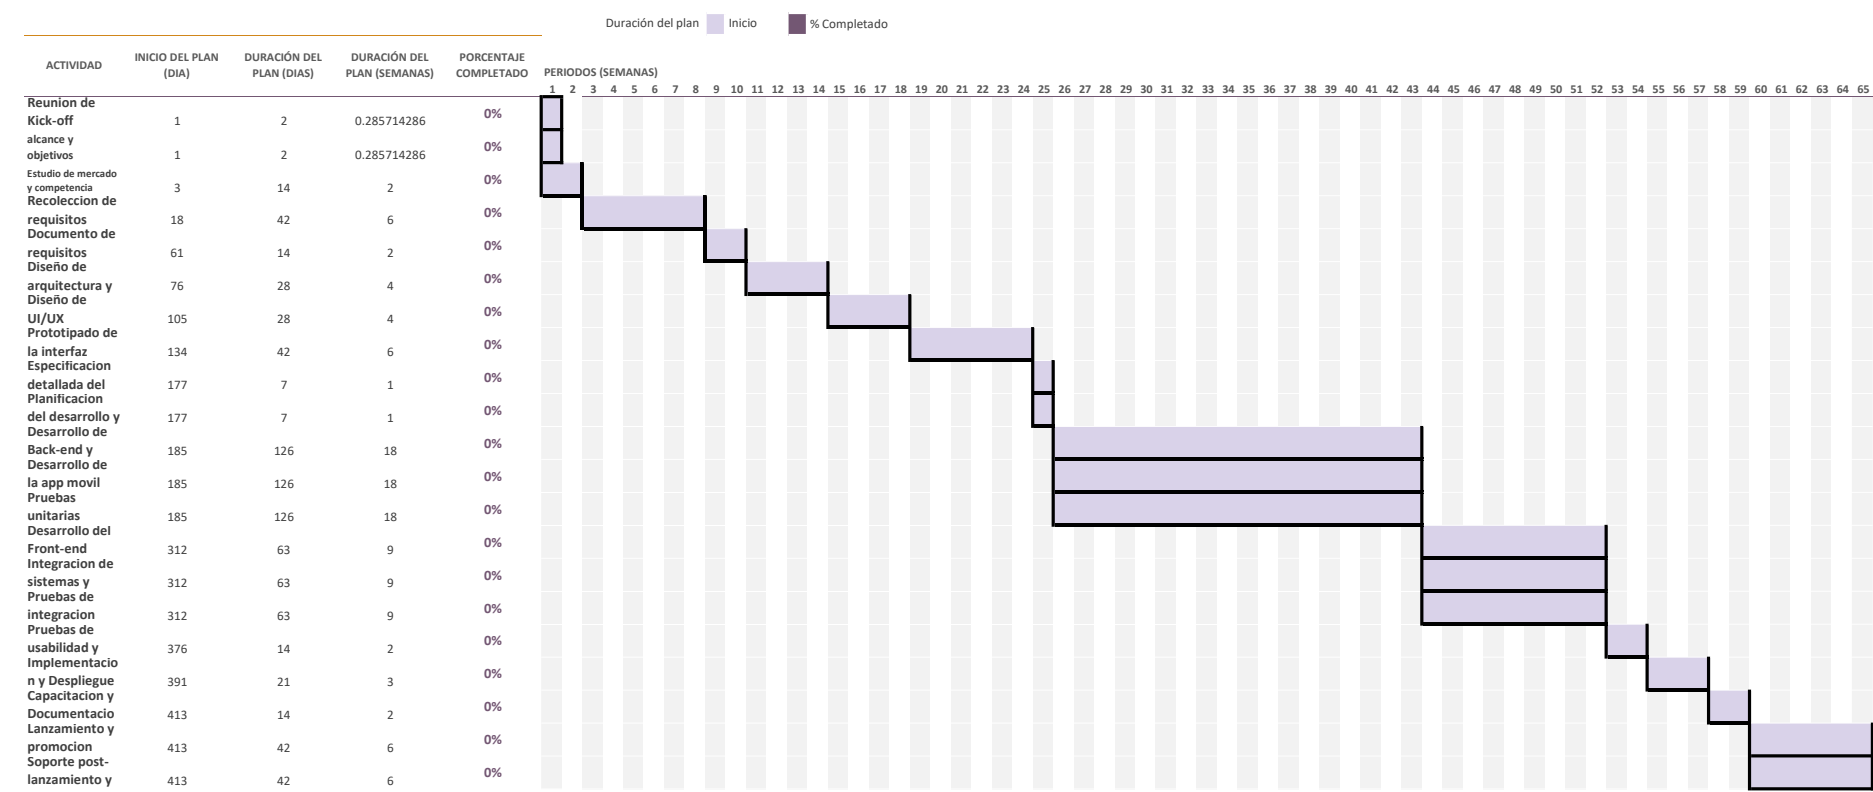 Duración del plan Inicio % Completado
ACTIVIDAD
INICIO DEL PLAN
(DIA)
DURACIÓN DEL
PLAN (DIAS)
DURACIÓN DEL
PLAN (SEMANAS)
PORCENTAJE
COMPLETADO
PERIODOS (SEMANAS)
1 2 3 4 5 6 7 8 9 10 11 12 13 14 15 16 17 18 19 20 21 22 23 24 25 26 27 28 29 30 31 32 33 34 35 36 37 38 39 40 41 42 43 44 45 46 47 48 49 50 51 52 53 54 55 56 57 58 59 60 61 62 63 64 65
Reunion de
Kick-off 1 2 0.285714286 0%
alcance y
objetivos 1 2 0.285714286 0%
Estudio de mercado
y competencia 3 14 2 0%
Recoleccion de
requisitos 18 42 6 0%
Documento de
requisitos 61 14 2 0%
Diseño de
arquitectura y 76 28 4 0%
Diseño de
UI/UX 105 28 4 0%
Prototipado de
la interfaz 134 42 6 0%
Especificacion
detallada del 177 7 1 0%
Planificacion
del desarrollo y 177 7 1 0%
Desarrollo de
Back-end y 185 126 18 0%
Desarrollo de
la app movil 185 126 18 0%
Pruebas
unitarias 185 126 18 0%
Desarrollo del
Front-end 312 63 9 0%
Integracion de
sistemas y 312 63 9 0%
Pruebas de
integracion 312 63 9 0%
Pruebas de
usabilidad y 376 14 2 0%
Implementacio
n y Despliegue 391 21 3 0%
Capacitacion y
Documentacio 413 14 2 0%
Lanzamiento y
promocion 413 42 6 0%
Soporte post-
lanzamiento y 413 42 6 0%